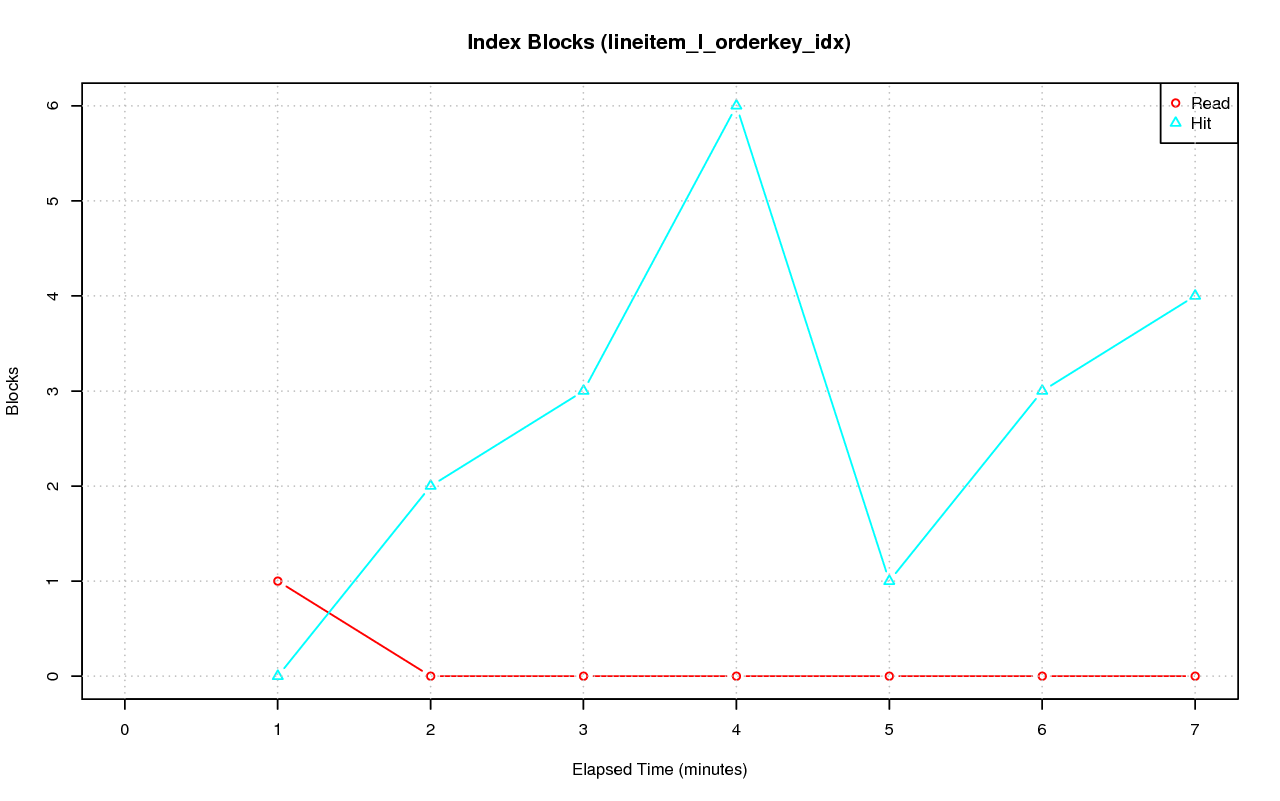 Index Blocks (lineitem_l_orderkey_idx)
Read
Hit
6
5
4
3
2
1
0
Blocks
0 1 2 3 4 5 6 7
Elapsed Time (minutes)